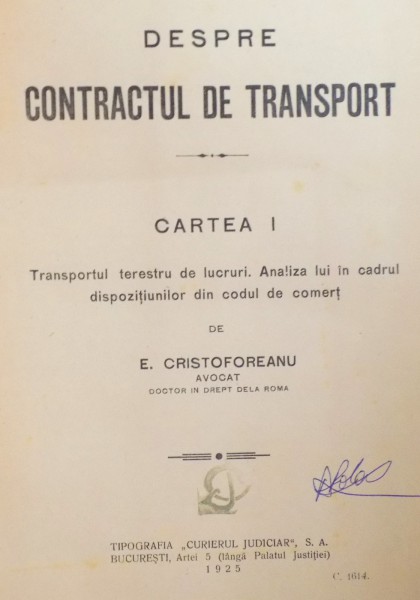 DESPRE
CONTRACTUL DE TRANSPORT
CARTEA I
Transportul terestru de lucruri. Analiza lui în cadrul
dispozițiunilor din codul de comerț
DE
E. CRISTOFOREANU
AVOCAT
DOCTOR IN DREPT DELA ROMA
TIPOGRAFIA „CURIERUL JUDICIAR", S. A.
BUCUREȘTI, Artei 5 (lângă Palatul Justiției)
1925
C. 1614.